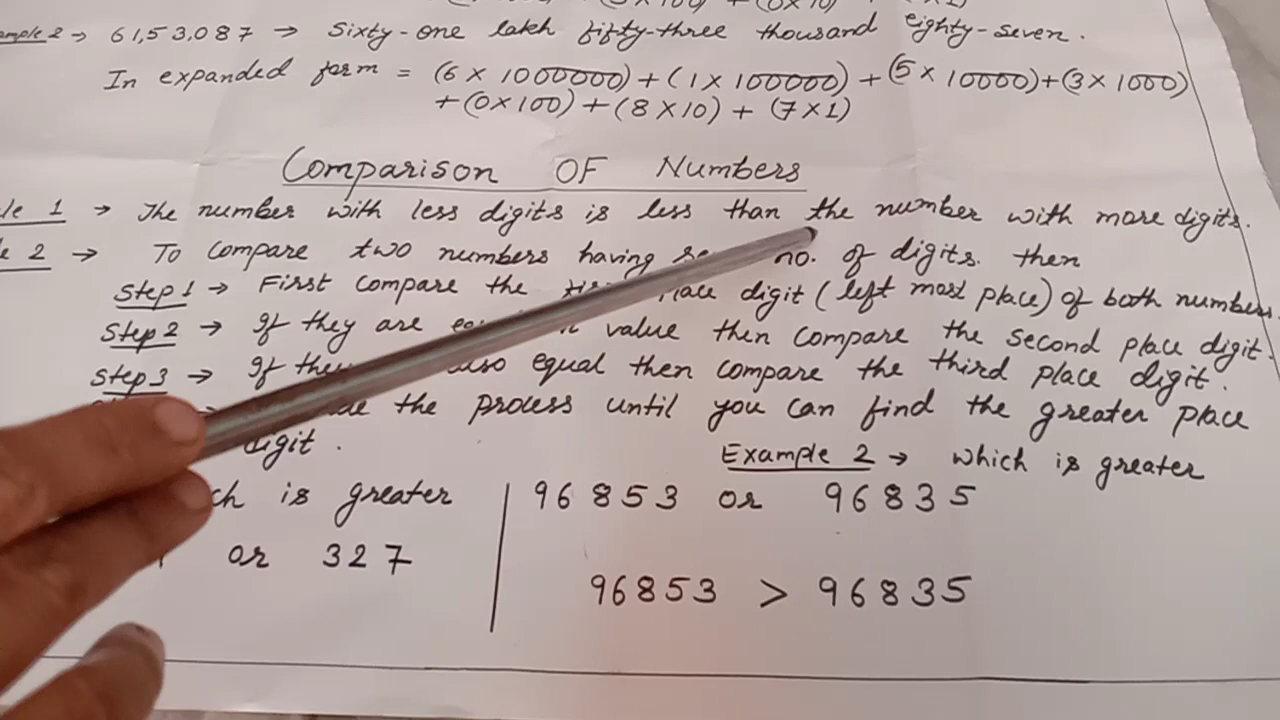 61,53,087 → Sixty-one lakh fifty-three thousand eighty-seven.
In expanded form = (6 × 1000000) + (1 × 100000) + (5 × 10000)+(3 × 1000)
+ (0×100) + (8 × 10) + (7 × 1)
Comparison OF Numbers
1 → The number with less digits is less than the number with more digits.
2 → To compare two numbers having no. of digits. then
Step 1 → First compare the place digit (left most place) of both numbers.
Step 2 → If they are value then compare the second place digit.
Step 3 → If also equal then compare the third place digit.
the process until you can find the greater place
digit.
Example 2 → which is greater
is greater
96853 or 96835
or 327
96853 > 96835